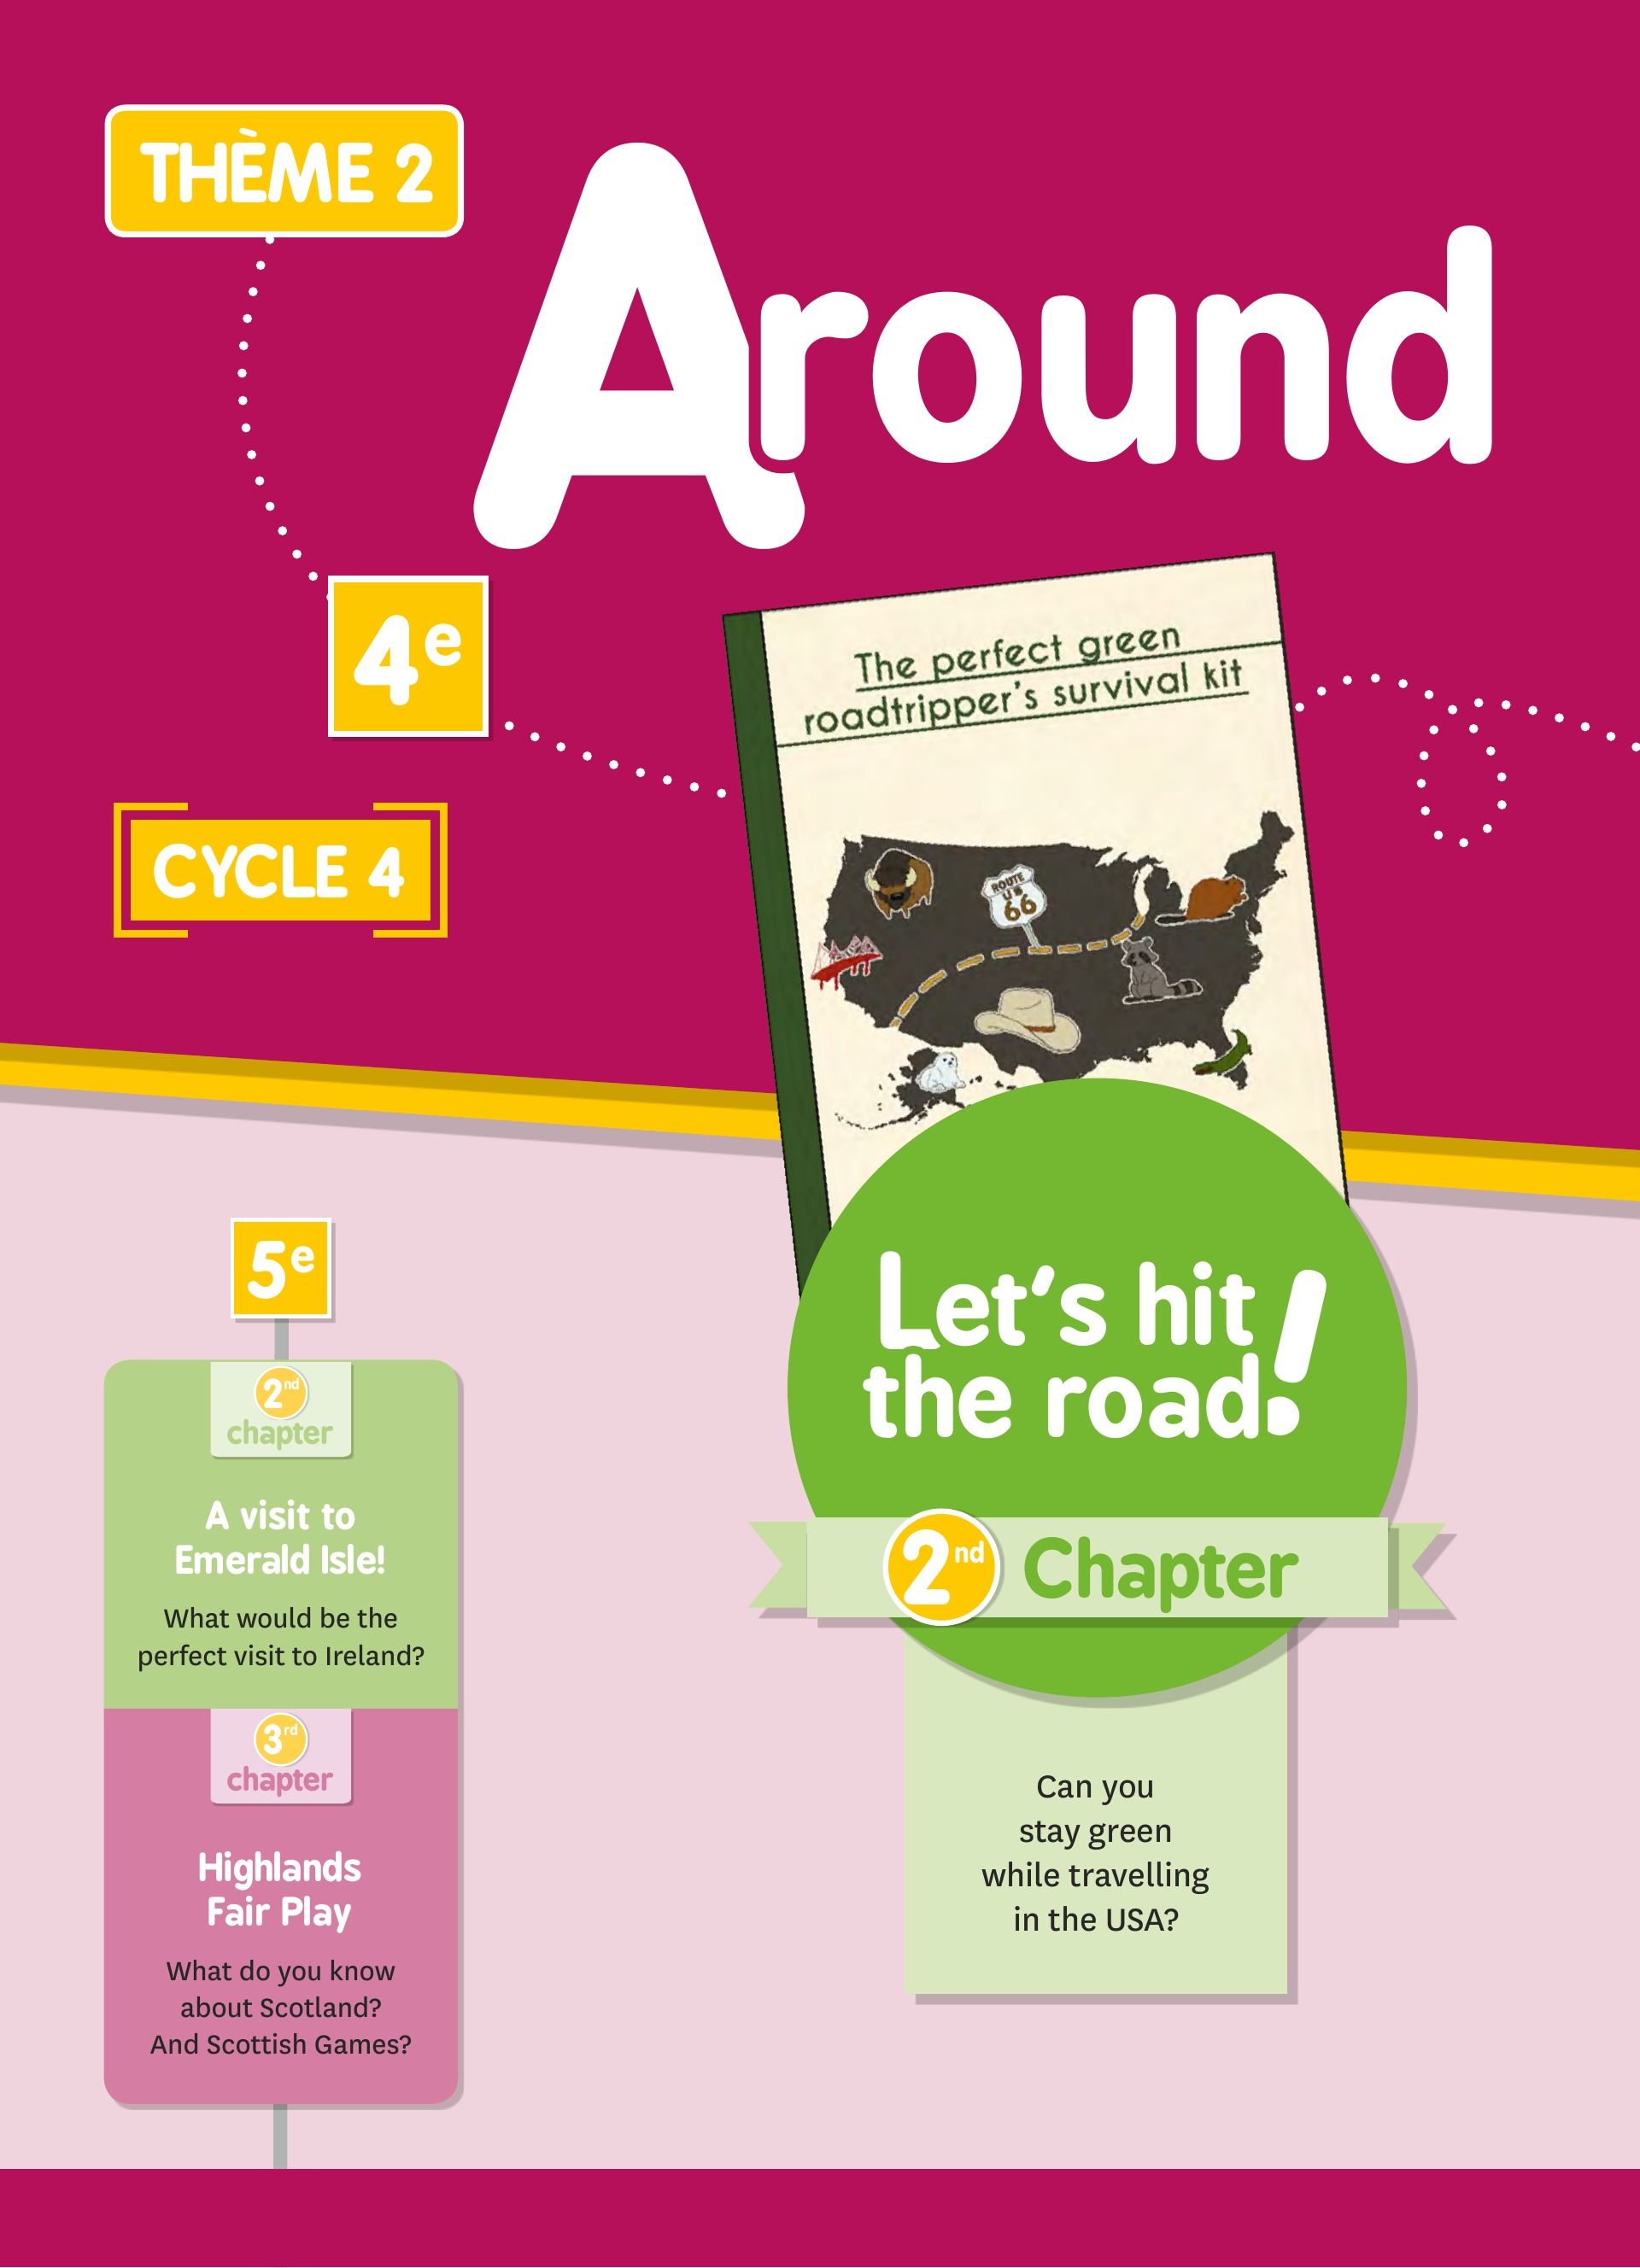 THÈME 2
Around
4e
CYCLE 4
The perfect green
roadtripper's survival kit
ROUTE
US
66
Let's hit
the road!
2nd Chapter
Can you
stay green
while travelling
in the USA?
5e
2nd
chapter
A visit to
Emerald Isle!
What would be the
perfect visit to Ireland?
3rd
chapter
Highlands
Fair Play
What do you know
about Scotland?
And Scottish Games?